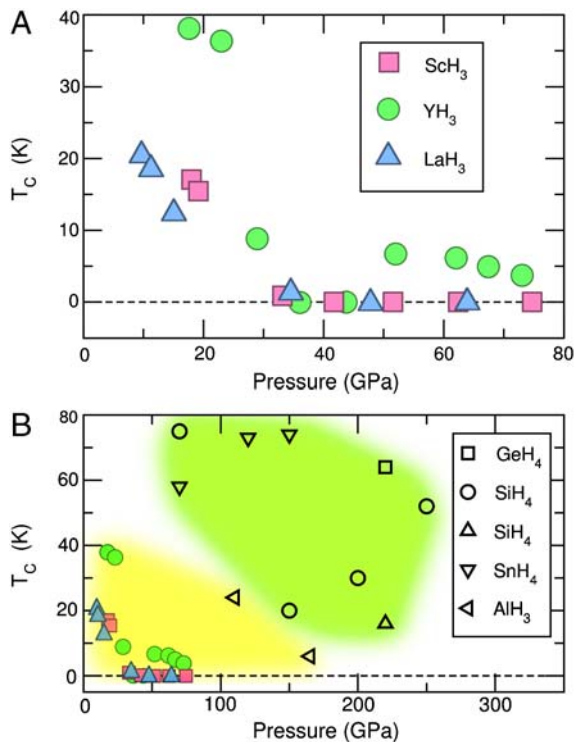 A
40
30
20
10
0
T_C (K)
0 20 40 60 80
Pressure (GPa)
ScH₃
YH₃
LaH₃
B
80
60
40
20
0
T_C (K)
0 100 200 300
Pressure (GPa)
GeH₄
SiH₄
SiH₄
SnH₄
AlH₃